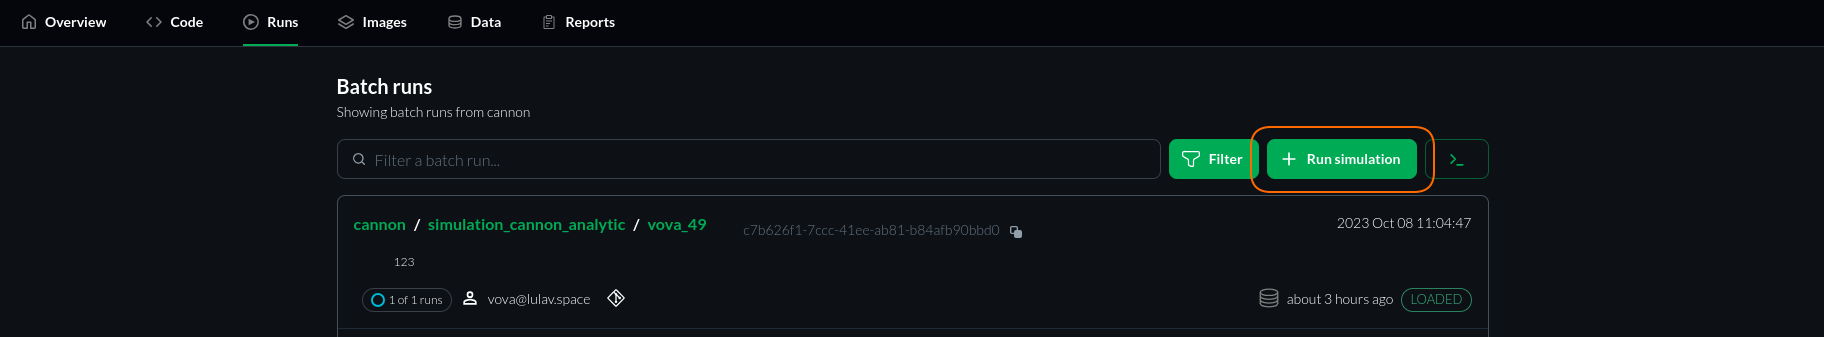 Overview Code Runs Images Data Reports
Batch runs
Showing batch runs from cannon
Filter a batch run... Filter Run simulation
cannon / simulation_cannon_analytic / vova_49 c7b626f1-7ccc-41ee-ab81-b84afb90bbd0 2023 Oct 08 11:04:47
123
1 of 1 runs vova@lulav.space about 3 hours ago LOADED